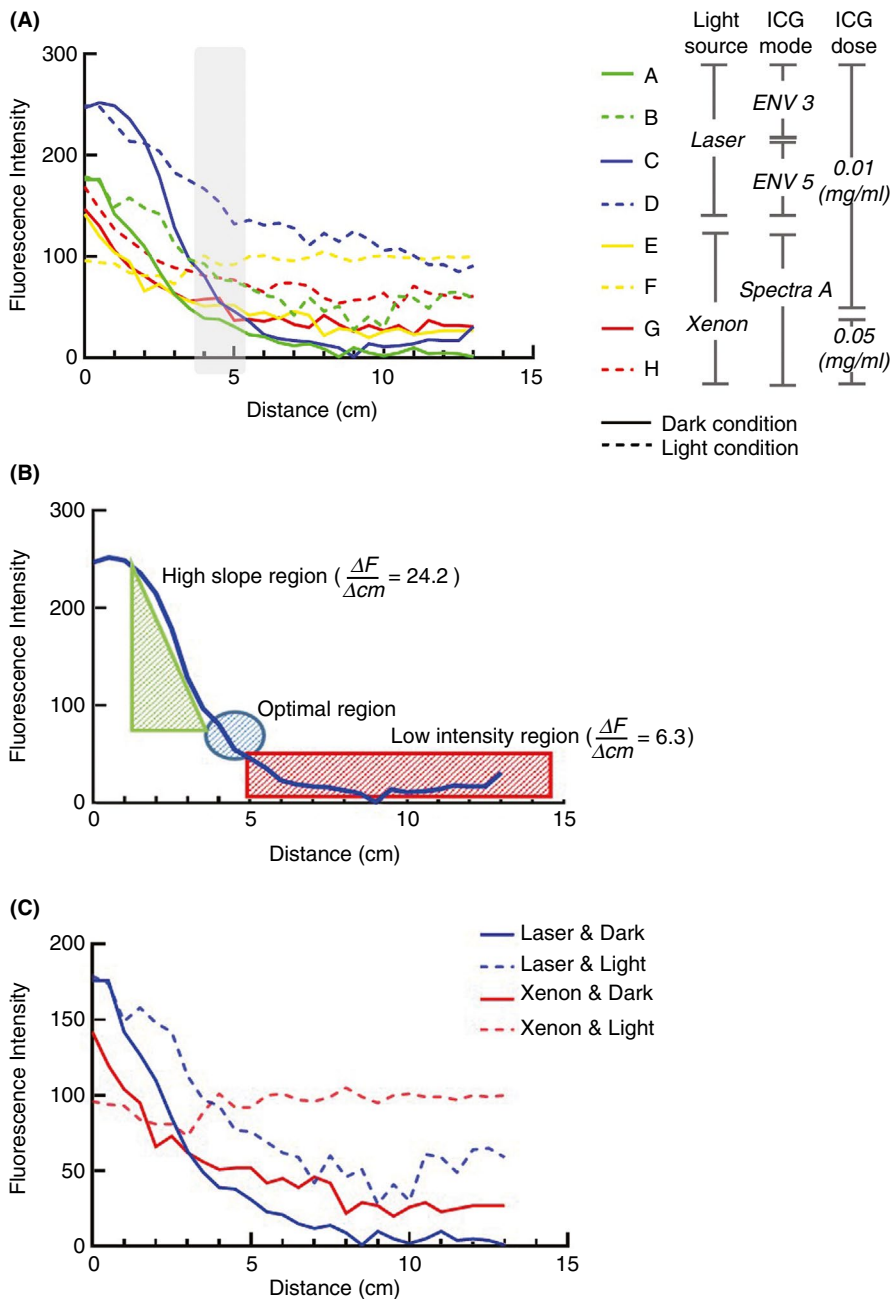 (A)
Fluorescence Intensity
300
200
100
0
0
5
10
15
Distance (cm)
A
B
C
D
E
F
G
H
Light source
ICG mode
ICG dose
Laser
Xenon
ENV 3
ENV 5
Spectra A
0.01 (mg/ml)
0.05 (mg/ml)
Dark condition
Light condition
(B)
Fluorescence Intensity
300
200
100
0
0
5
10
15
Distance (cm)
High slope region (ΔF/Δcm = 24.2)
Optimal region
Low intensity region (ΔF/Δcm = 6.3)
(C)
Fluorescence Intensity
200
150
100
50
0
0
5
10
15
Distance (cm)
Laser & Dark
Laser & Light
Xenon & Dark
Xenon & Light